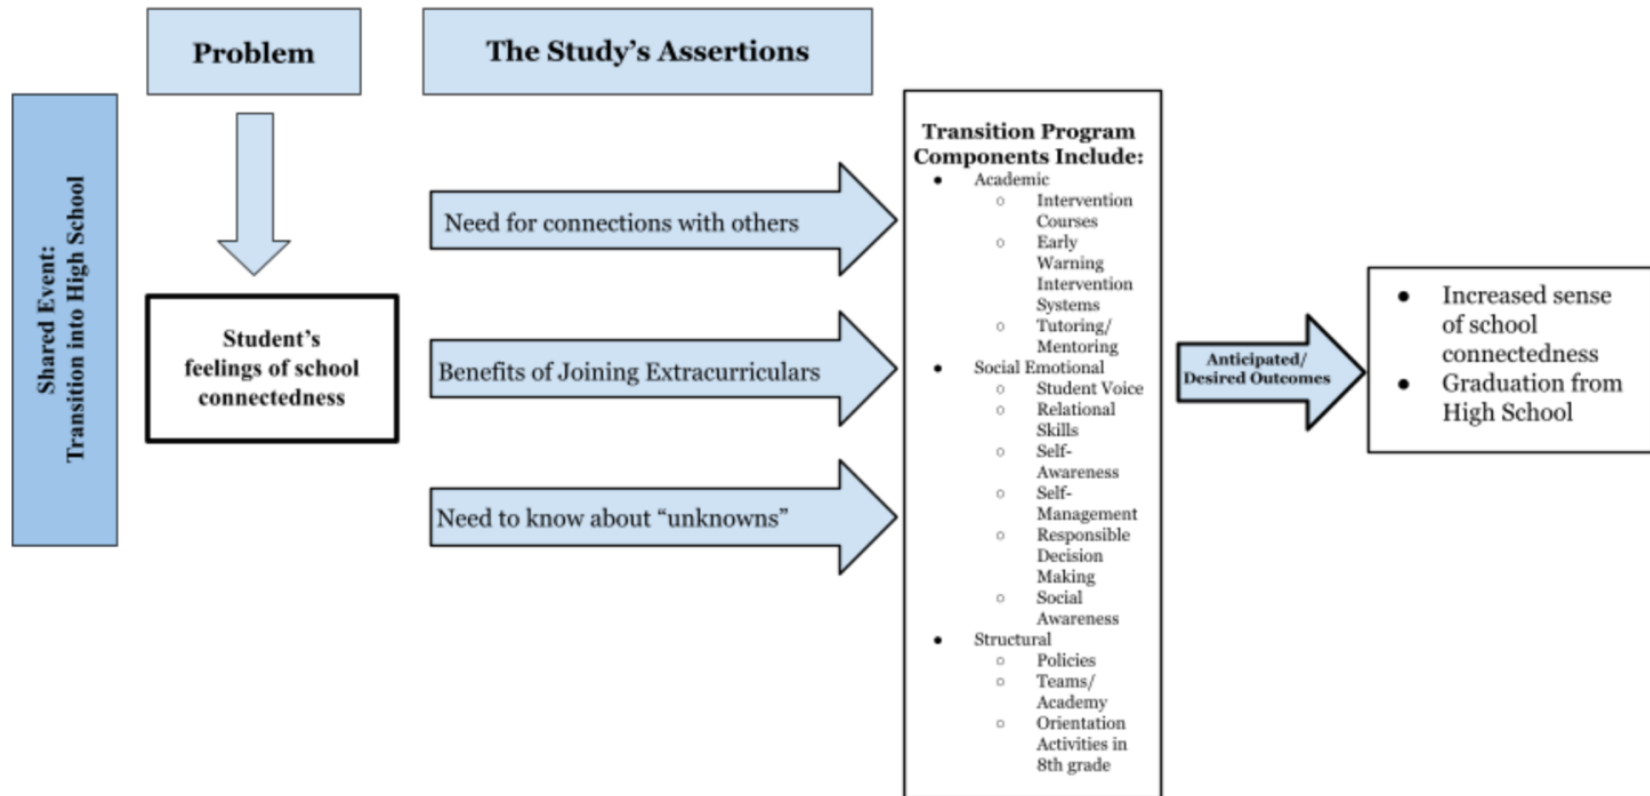 Problem
The Study's Assertions
Shared Event:
Transition into High School
Student's
feelings of school
connectedness
Need for connections with others
Benefits of Joining Extracurriculars
Need to know about “unknowns”
Transition Program
Components Include:
● Academic
○ Intervention
Courses
○ Early
Warning
Intervention
Systems
○ Tutoring/
Mentoring
● Social Emotional
○ Student Voice
○ Relational
Skills
○ Self-
Awareness
○ Self-
Management
○ Responsible
Decision
Making
○ Social
Awareness
● Structural
○ Policies
○ Teams/
Academy
○ Orientation
Activities in
8th grade
Anticipated/
Desired Outcomes
● Increased sense
of school
connectedness
● Graduation from
High School